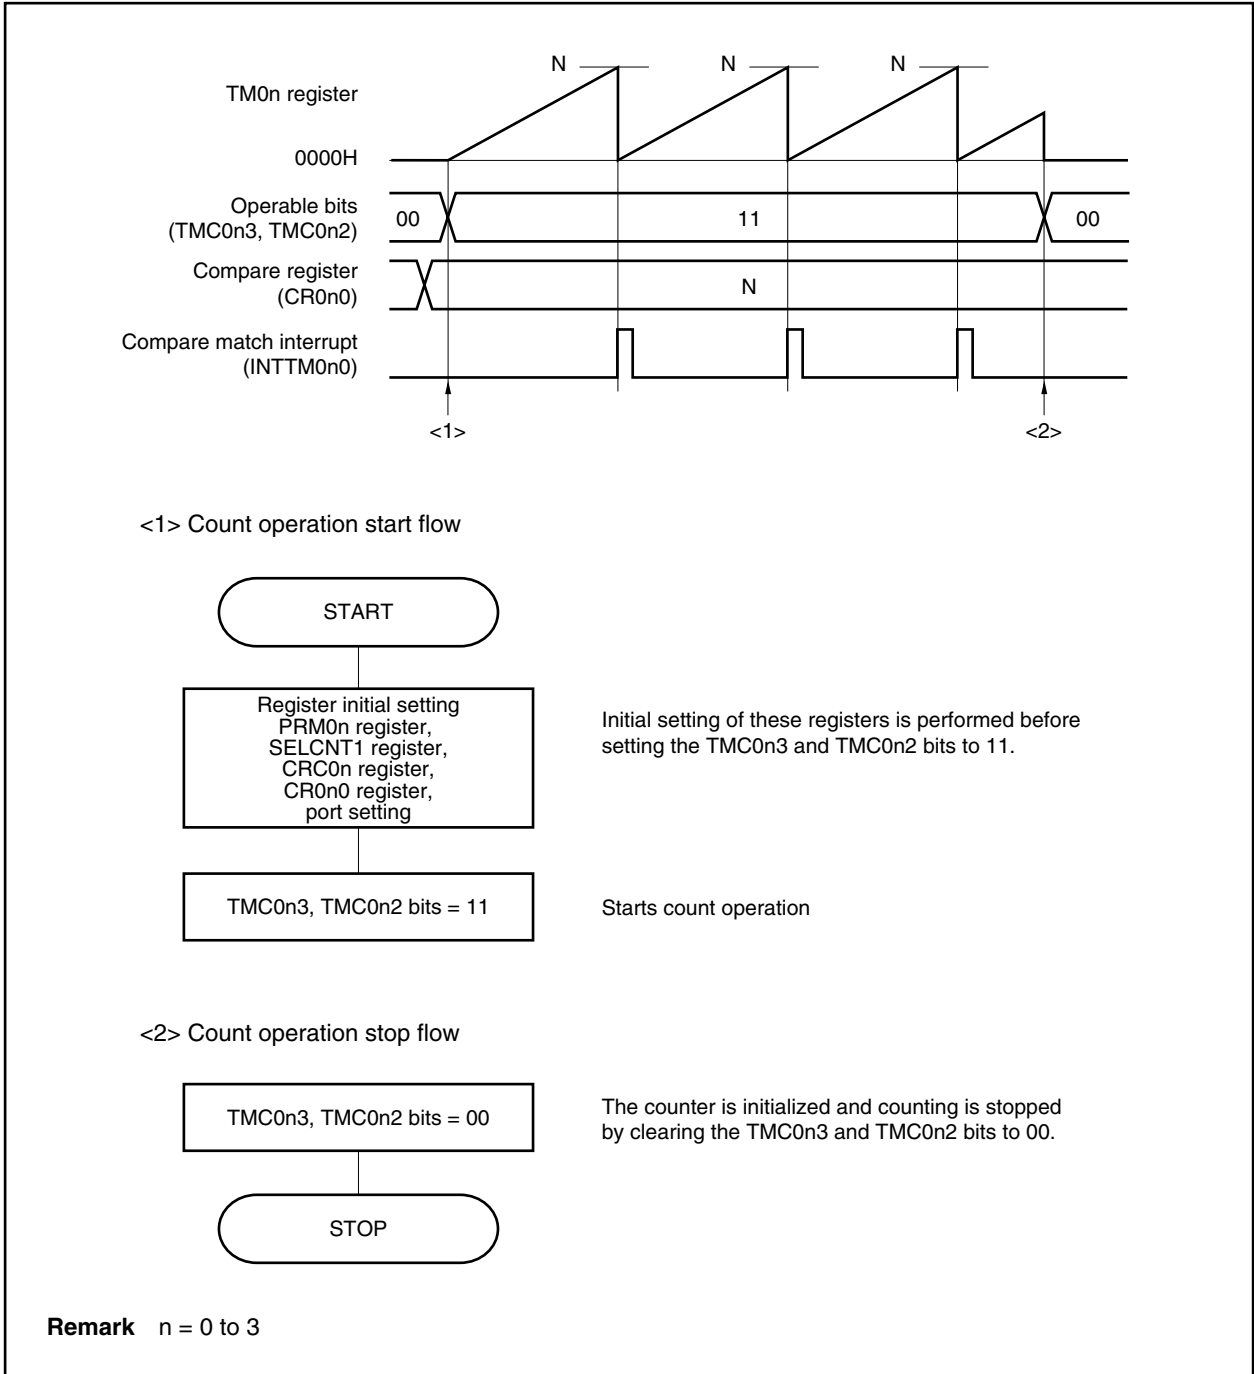 N N N
TM0n register
0000H
Operable bits
(TMC0n3, TMC0n2)
00 11 00
Compare register
(CR0n0)
N
Compare match interrupt
(INTTM0n0)
<1> <2>
<1> Count operation start flow
START
Register initial setting
PRM0n register,
SELCNT1 register,
CRC0n register,
CR0n0 register,
port setting
Initial setting of these registers is performed before
setting the TMC0n3 and TMC0n2 bits to 11.
TMC0n3, TMC0n2 bits = 11
Starts count operation
<2> Count operation stop flow
TMC0n3, TMC0n2 bits = 00
The counter is initialized and counting is stopped
by clearing the TMC0n3 and TMC0n2 bits to 00.
STOP
Remark n = 0 to 3